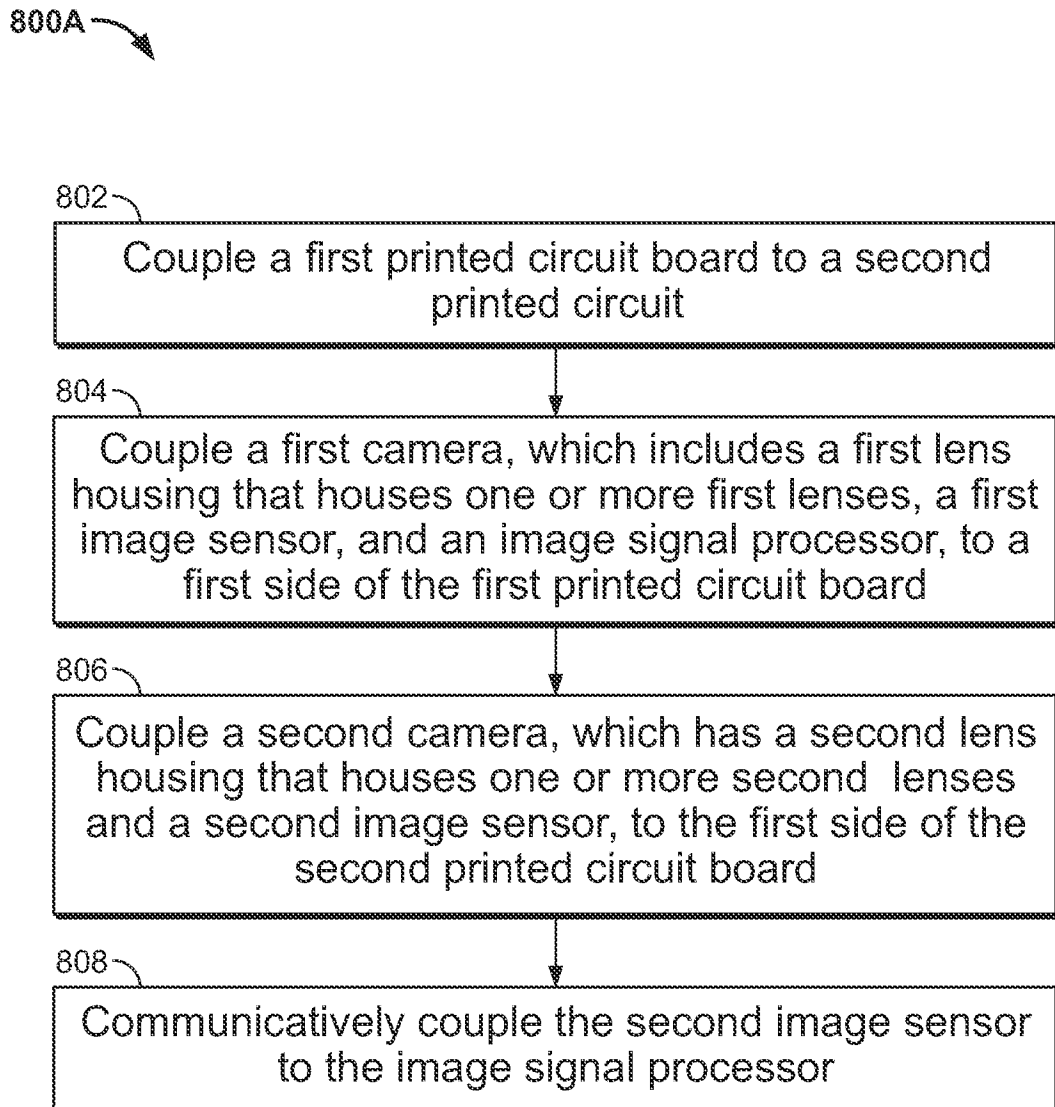 800A
802
Couple a first printed circuit board to a second
printed circuit
804
Couple a first camera, which includes a first lens
housing that houses one or more first lenses, a first
image sensor, and an image signal processor, to a
first side of the first printed circuit board
806
Couple a second camera, which has a second lens
housing that houses one or more second lenses
and a second image sensor, to the first side of the
second printed circuit board
808
Communicatively couple the second image sensor
to the image signal processor